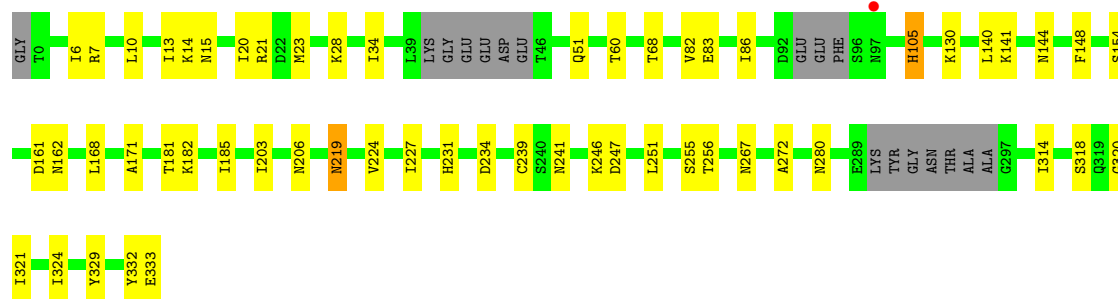 GLY T0 I6 R7 L10 I13 K14 N15 I20 R21 D22 M23 K28 I34 L39 LYS GLY GLU GLU ASP GLU T46 Q51 T60 T68 V82 E83 I86 D92 GLU GLU PHE S96 N97 H105 K130 L140 K141 N144 F148 S154
D161 N162 L168 A171 T181 K182 I185 I203 N206 N219 V224 I227 H231 D234 C239 S240 N241 K246 D247 L251 S255 T256 N267 A272 N280 E289 LYS TYR GLY ASN THR ALA ALA G297 I314 S318 Q319
I321 I324 Y329 Y332 E333